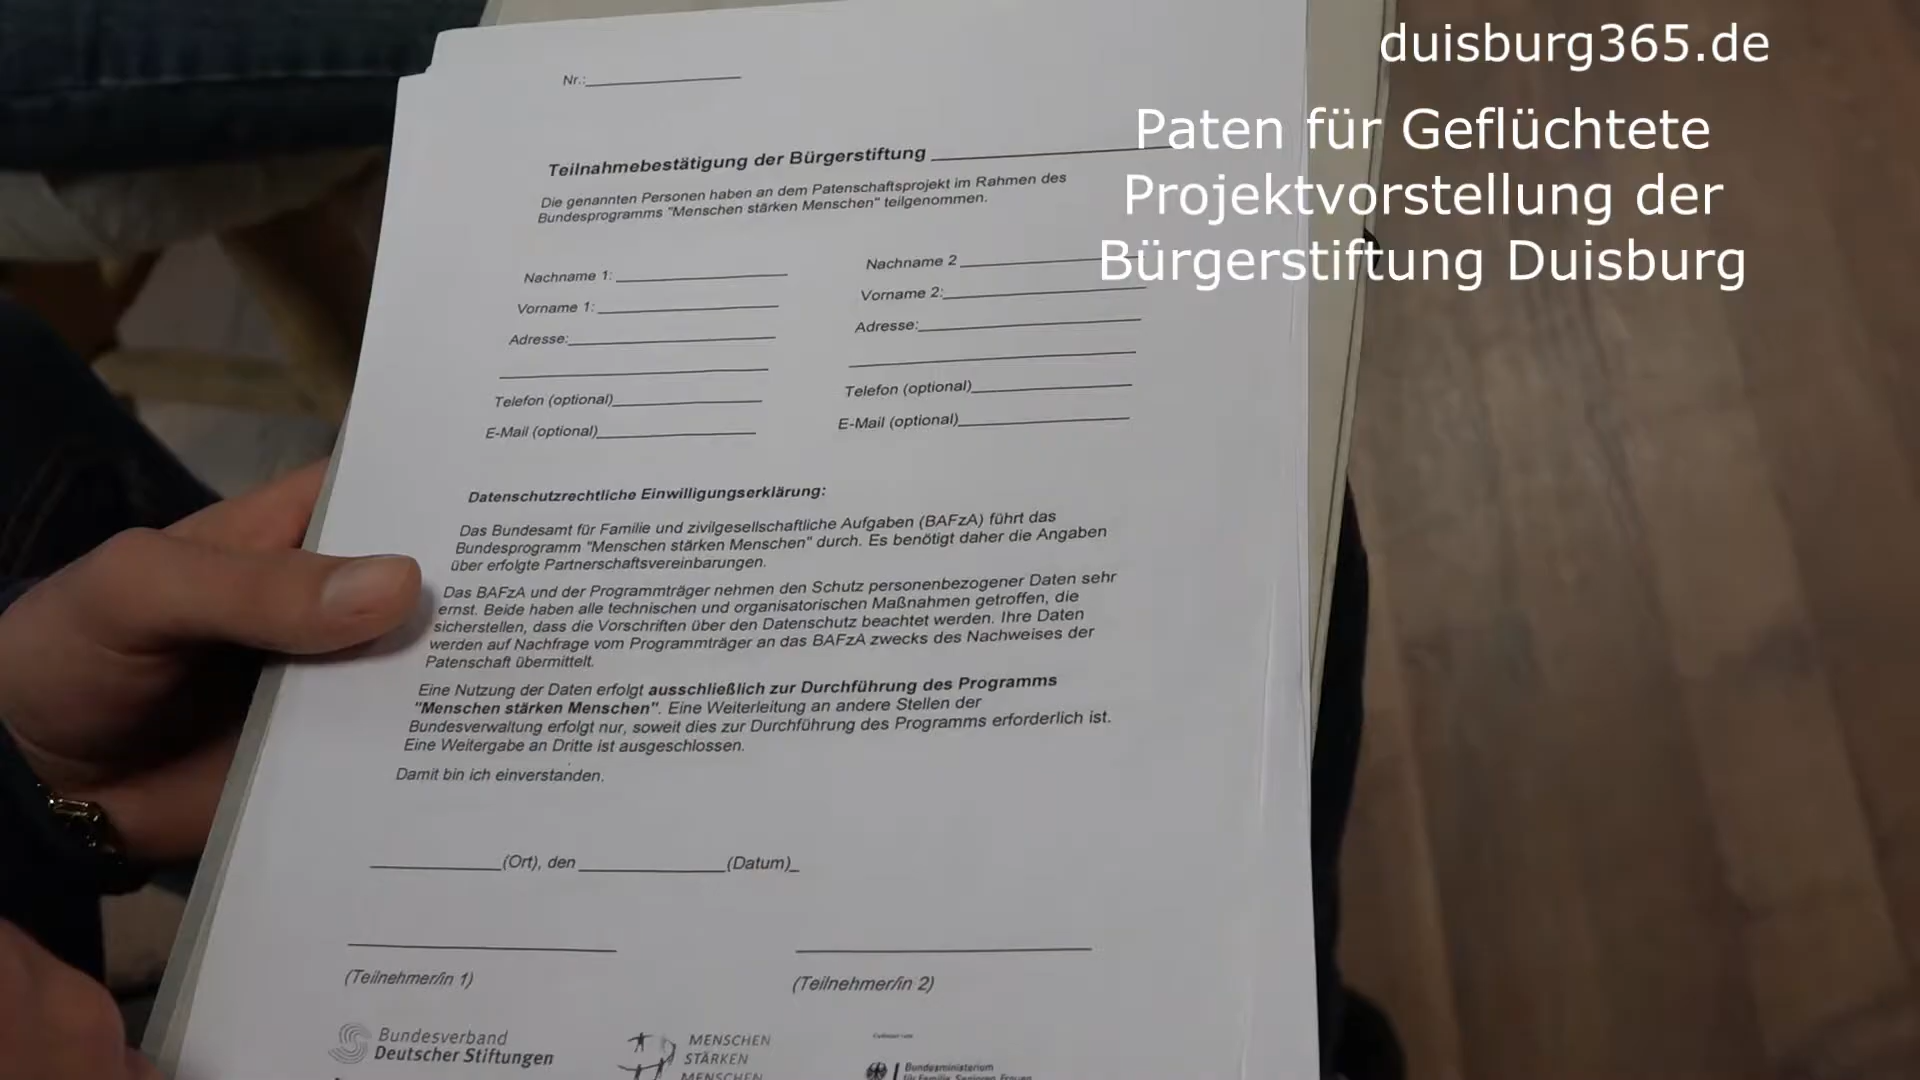 duisburg365.de
Paten für Geflüchtete
Projektvorstellung der
Bürgerstiftung Duisburg
Nr.:
Teilnahmebestätigung der Bürgerstiftung
Die genannten Personen haben an dem Patenschaftsprojekt im Rahmen des
Bundesprogramms "Menschen stärken Menschen" teilgenommen.
Nachname 1:
Vorname 1:
Adresse:
Telefon (optional)
E-Mail (optional)
Nachname 2
Vorname 2:
Adresse:
Telefon (optional)
E-Mail (optional)
Datenschutzrechtliche Einwilligungserklärung:
Das Bundesamt für Familie und zivilgesellschaftliche Aufgaben (BAFzA) führt das
Bundesprogramm "Menschen stärken Menschen" durch. Es benötigt daher die Angaben
über erfolgte Partnerschaftsvereinbarungen.
Das BAFzA und der Programmträger nehmen den Schutz personenbezogener Daten sehr
ernst. Beide haben alle technischen und organisatorischen Maßnahmen getroffen, die
sicherstellen, dass die Vorschriften über den Datenschutz beachtet werden. Ihre Daten
werden auf Nachfrage vom Programmträger an das BAFzA zwecks des Nachweises der
Patenschaft übermittelt.
Eine Nutzung der Daten erfolgt ausschließlich zur Durchführung des Programms
"Menschen stärken Menschen". Eine Weiterleitung an andere Stellen der
Bundesverwaltung erfolgt nur, soweit dies zur Durchführung des Programms erforderlich ist.
Eine Weitergabe an Dritte ist ausgeschlossen.
Damit bin ich einverstanden.
(Ort), den (Datum)
(Teilnehmer/in 1)
(Teilnehmer/in 2)
Bundesverband
Deutscher Stiftungen
MENSCHEN
STÄRKEN
MENSCHEN
Bundesministerium
für Familie, Senioren, Frauen